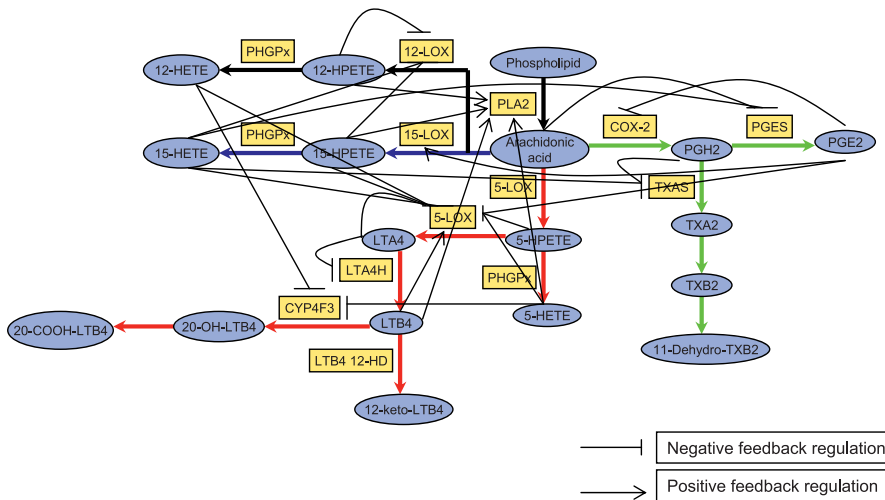 PHGPx
12-LOX
12-HETE
12-HPETE
Phospholipid
PLA2
PHGPx
15-LOX
COX-2
PGES
15-HETE
15-HPETE
Arachidonic
acid
PGH2
PGE2
5-LOX
TXAS
5-LOX
TXA2
LTA4
5-HPETE
LTA4H
PHGPx
TXB2
CYP4F3
20-COOH-LTB4
20-OH-LTB4
LTB4
5-HETE
LTB4 12-HD
11-Dehydro-TXB2
12-keto-LTB4
Negative feedback regulation
Positive feedback regulation